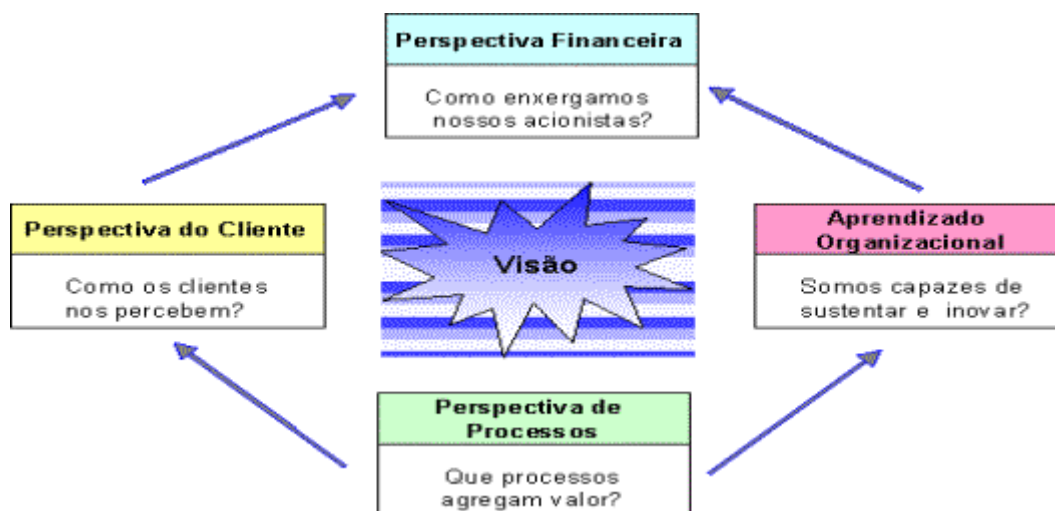 Perspectiva Financeira
Como enxergamos
nossos acionistas?
Perspectiva do Cliente
Como os clientes
nos percebem?
Visão
Aprendizado
Organizacional
Somos capazes de
sustentar e inovar?
Perspectiva de
Processos
Que processos
agregam valor?